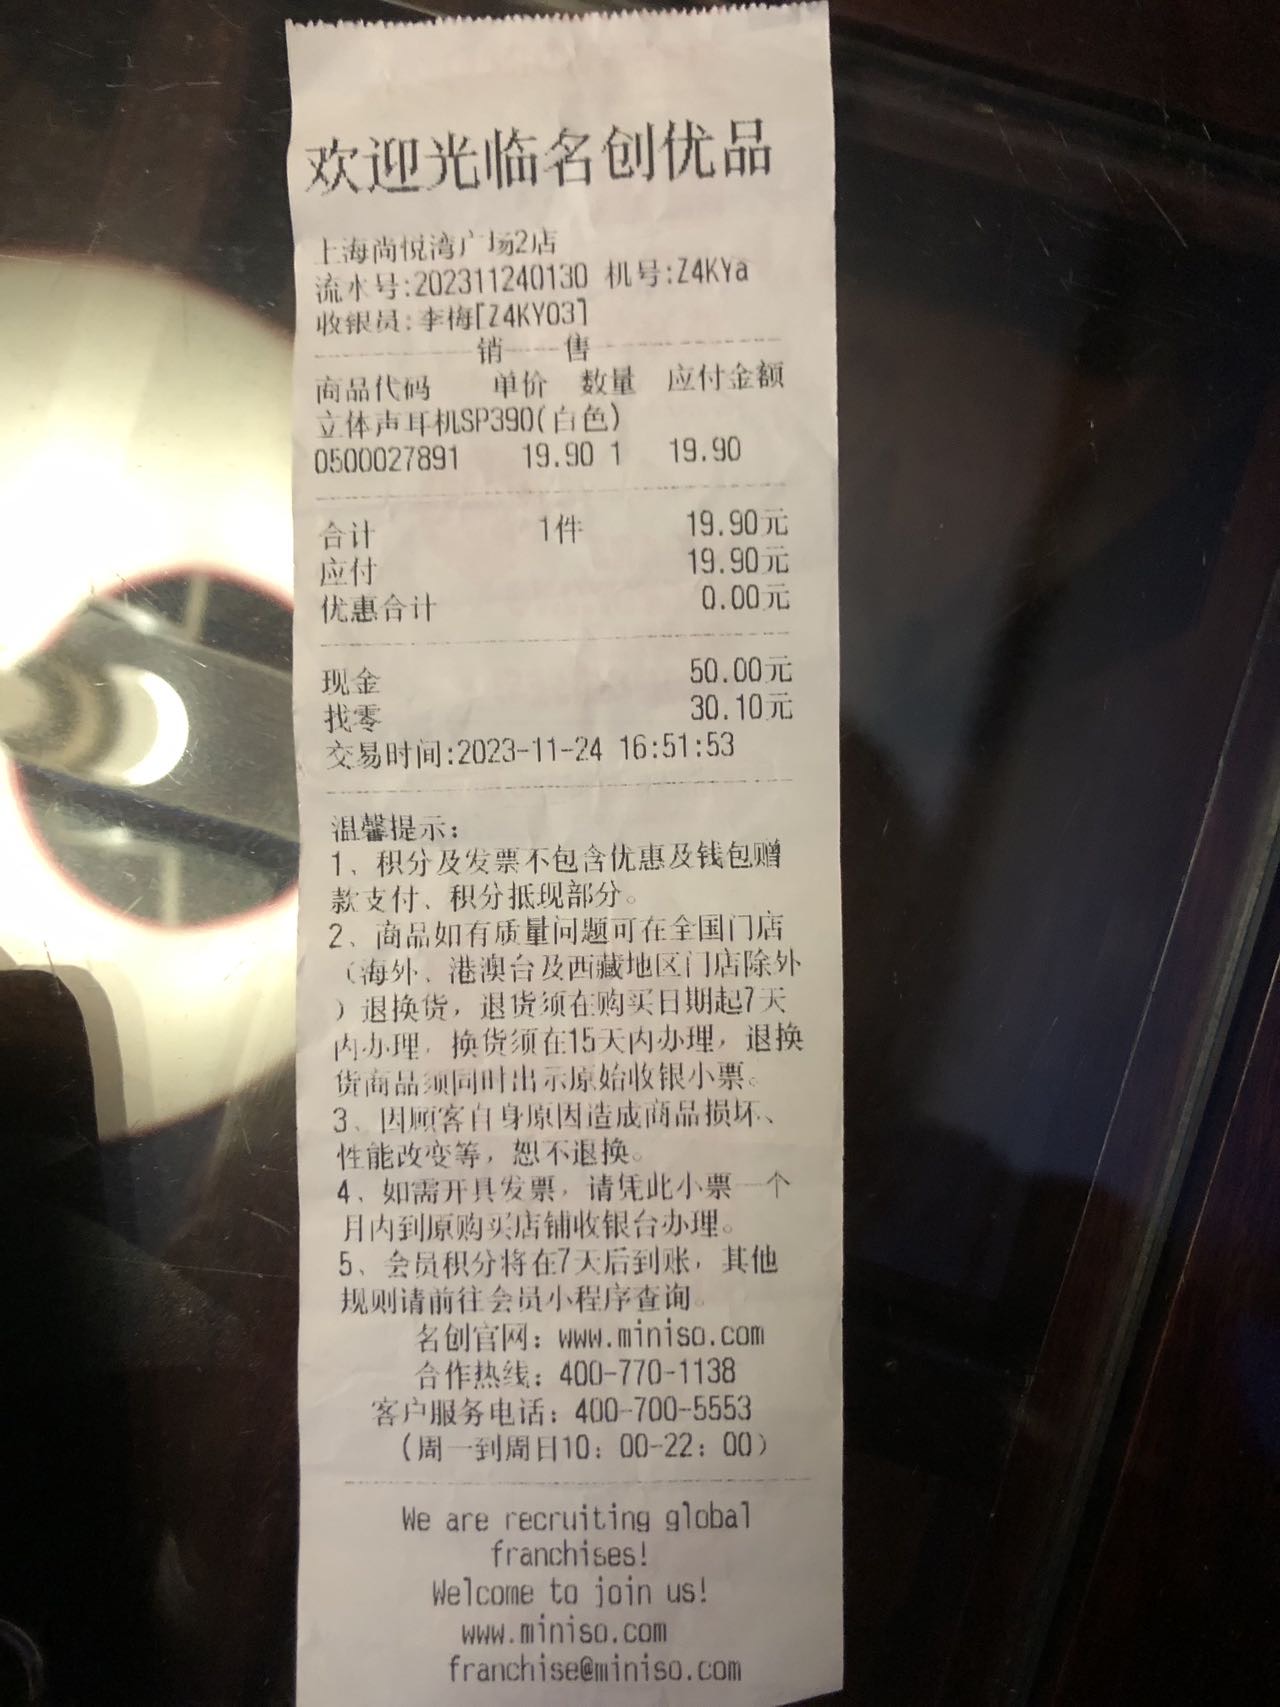 欢迎光临名创优品
上海尚悦湾广场2店
流水号:202311240130 机号:Z4KYa
收银员:李梅[Z4KY03]
销 售
商品代码 单价 数量 应付金额
立体声耳机SP390(白色)
0500027891 19.90 1 19.90
合计 1件 19.90元
应付 19.90元
优惠合计 0.00元
现金 50.00元
找零 30.10元
交易时间:2023-11-24 16:51:53
温馨提示:
1、积分及发票不包含优惠及钱包赠
款支付、积分抵现部分。
2、商品如有质量问题可在全国门店
（海外、港澳台及西藏地区门店除外
）退换货，退货须在购买日期起7天
内办理，换货须在15天内办理，退换
货商品须同时出示原始收银小票。
3、因顾客自身原因造成商品损坏、
性能改变等，恕不退换。
4、如需开具发票，请凭此小票一个
月内到原购买店铺收银台办理。
5、会员积分将在7天后到账，其他
规则请前往会员小程序查询。
名创官网：www.miniso.com
合作热线：400-770-1138
客户服务电话：400-700-5553
（周一到周日10：00-22：00）
We are recruiting global
franchises!
Welcome to join us!
www.miniso.com
franchise@miniso.com